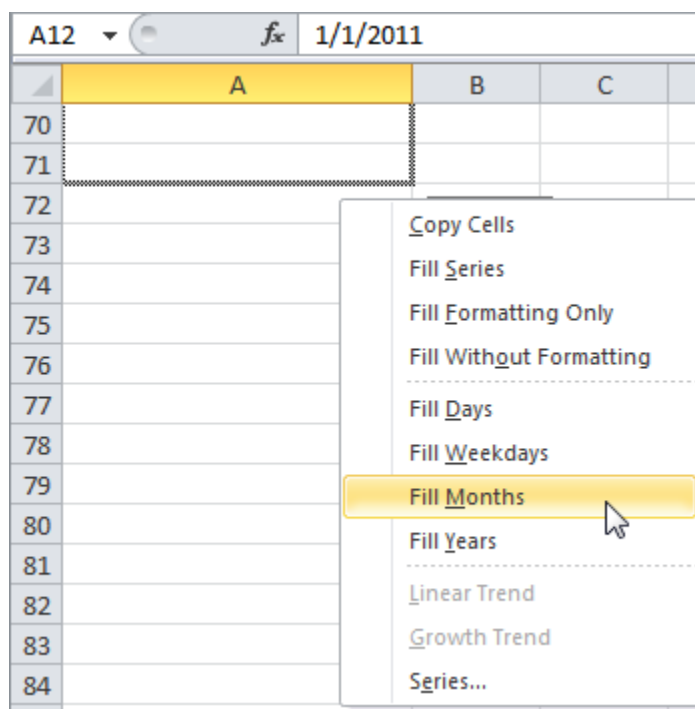 A12 fx 1/1/2011
A B C
70
71
72
73
74
75
76
77
78
79
80
81
82
83
84
Copy Cells
Fill Series
Fill Formatting Only
Fill Without Formatting
Fill Days
Fill Weekdays
Fill Months
Fill Years
Linear Trend
Growth Trend
Series...